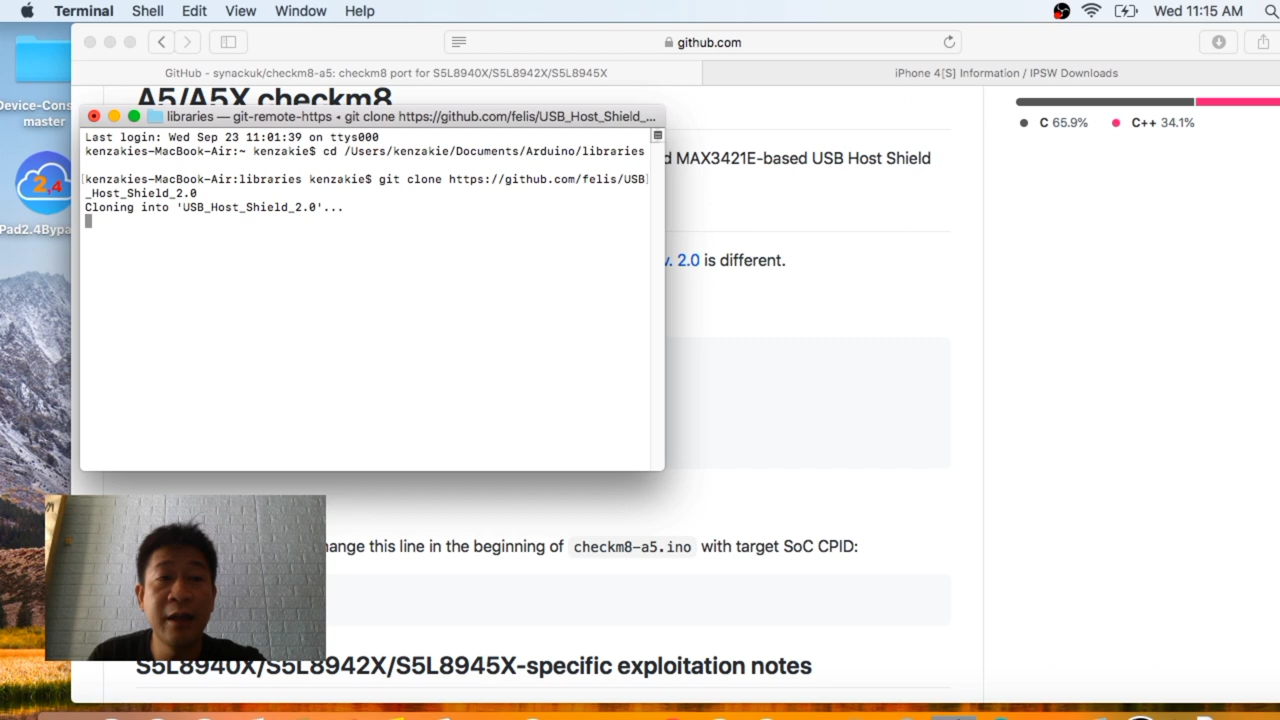 Terminal Shell Edit View Window Help Wed 11:15 AM
github.com
GitHub - synackuk/checkm8-a5: checkm8 port for S5L8940X/S5L8942X/S5L8945X
iPhone 4[S] Information / IPSW Downloads
A5/A5X checkm8
C 65.9% C++ 34.1%
libraries — git-remote-https ◂ git clone https://github.com/felis/USB_Host_Shield_...
Last login: Wed Sep 23 11:01:39 on ttys000
kenzakies-MacBook-Air:~ kenzakie$ cd /Users/kenzakie/Documents/Arduino/libraries
[kenzakies-MacBook-Air:libraries kenzakie$ git clone https://github.com/felis/USB]
_Host_Shield_2.0
Cloning into 'USB_Host_Shield_2.0'...
d MAX3421E-based USB Host Shield
v. 2.0 is different.
ange this line in the beginning of checkm8-a5.ino with target SoC CPID:
S5L8940X/S5L8942X/S5L8945X-specific exploitation notes
Device-Cons
master
2,4
Pad2.4Bypa